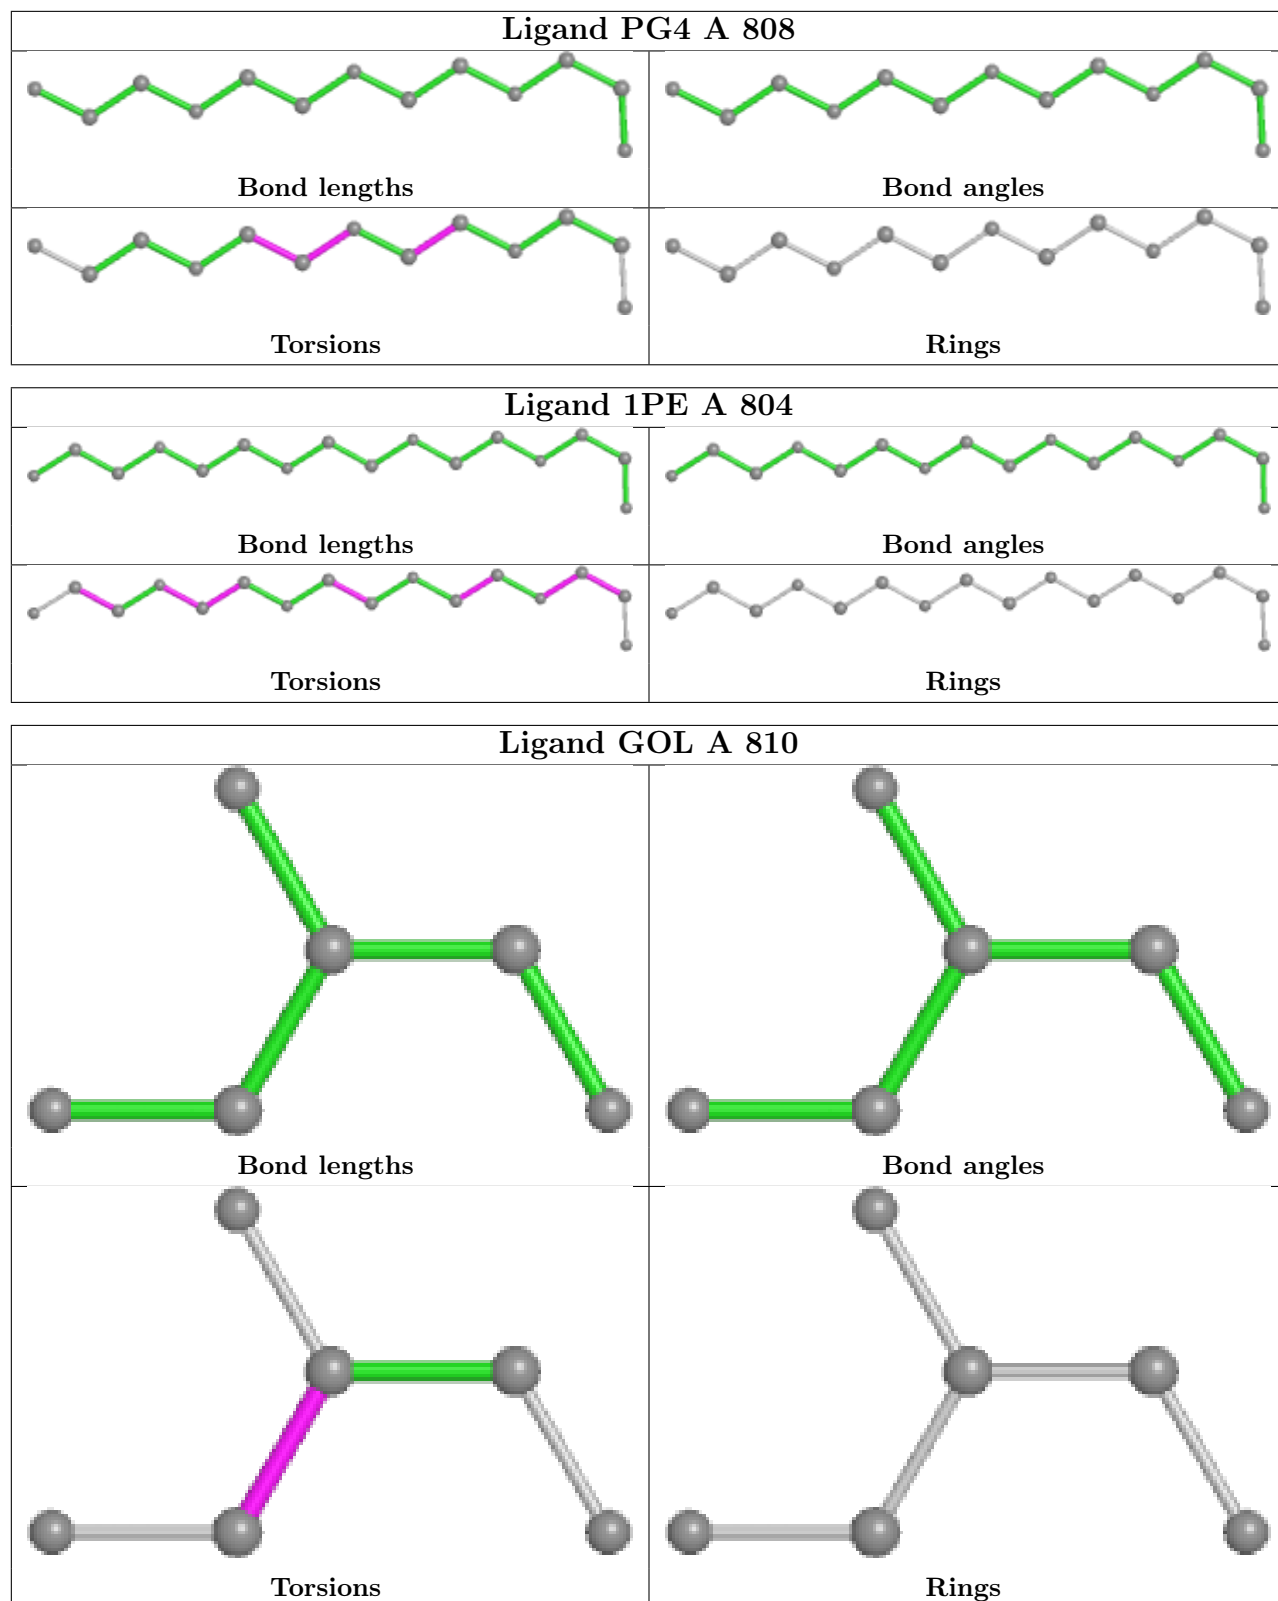 Ligand PG4 A 808
Bond lengths
Bond angles
Torsions
Rings
Ligand 1PE A 804
Bond lengths
Bond angles
Torsions
Rings
Ligand GOL A 810
Bond lengths
Bond angles
Torsions
Rings